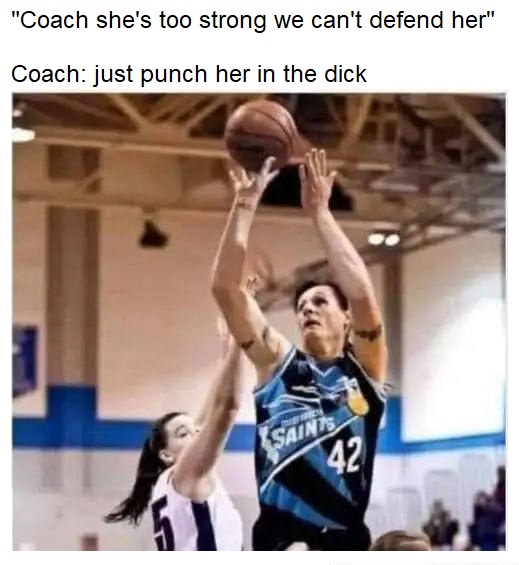 "Coach she's too strong we can't defend her"
Coach: just punch her in the dick
SAINTS
42
5